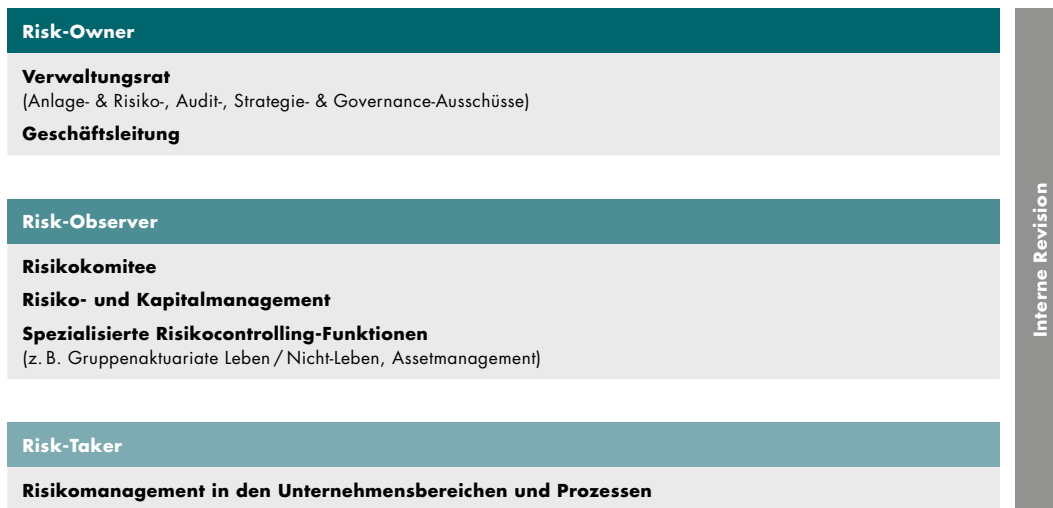 Risk-Owner
Verwaltungsrat
(Anlage- & Risiko-, Audit-, Strategie- & Governance-Ausschüsse)
Geschäftsleitung
Risk-Observer
Risikokomitee
Risiko- und Kapitalmanagement
Spezialisierte Risikocontrolling-Funktionen
(z. B. Gruppenaktuariate Leben / Nicht-Leben, Assetmanagement)
Risk-Taker
Risikomanagement in den Unternehmensbereichen und Prozessen
Interne Revision